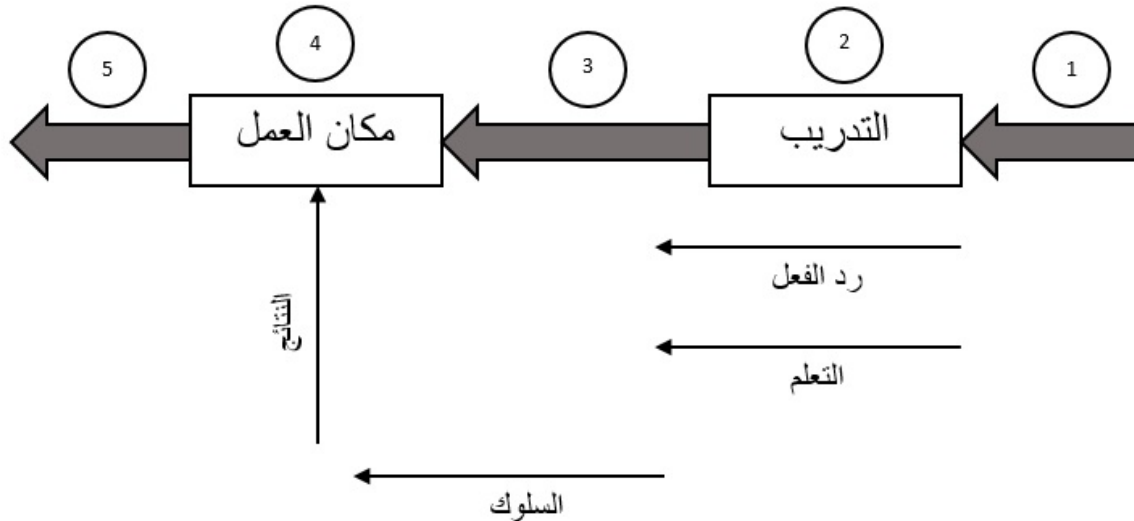 1
2
3
4
5
التدريب
مكان العمل
رد الفعل
التعلم
النتائج
السلوك